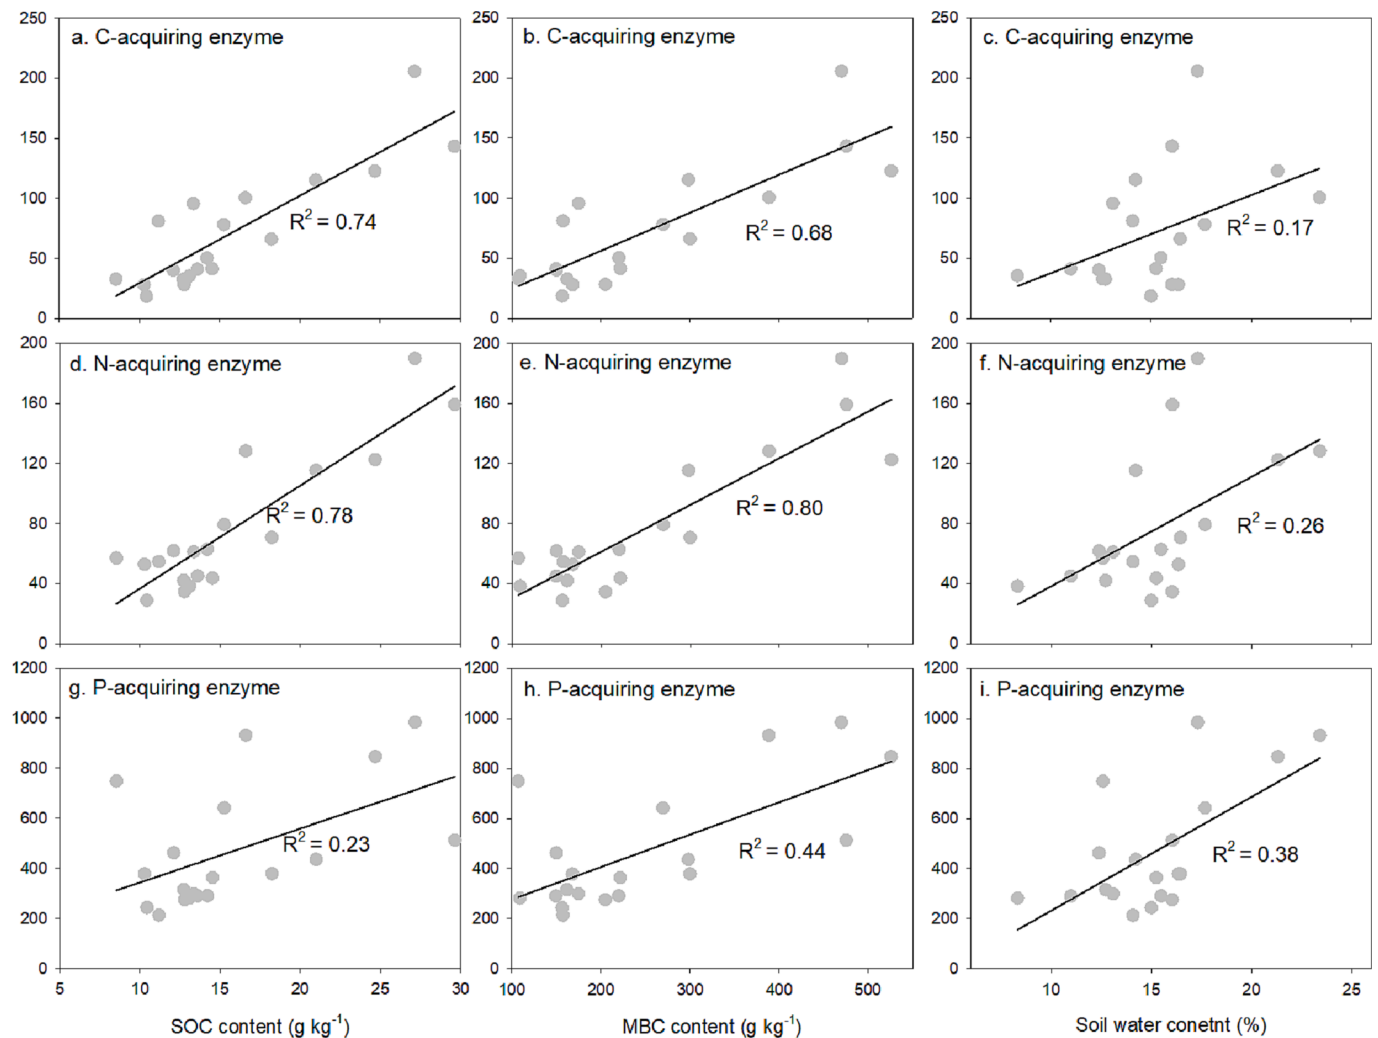 a. C-acquiring enzyme
b. C-acquiring enzyme
c. C-acquiring enzyme
250
200
150
100
50
0
R² = 0.74
250
200
150
100
50
0
R² = 0.68
250
200
150
100
50
0
R² = 0.17
d. N-acquiring enzyme
e. N-acquiring enzyme
f. N-acquiring enzyme
200
160
120
80
40
0
R² = 0.78
200
160
120
80
40
0
R² = 0.80
200
160
120
80
40
0
R² = 0.26
g. P-acquiring enzyme
h. P-acquiring enzyme
i. P-acquiring enzyme
1200
1000
800
600
400
200
0
R² = 0.23
1200
1000
800
600
400
200
0
R² = 0.44
1200
1000
800
600
400
200
0
R² = 0.38
5 10 15 20 25 30
100 200 300 400 500
10 15 20 25
SOC content (g kg⁻¹)
MBC content (g kg⁻¹)
Soil water conetnt (%)